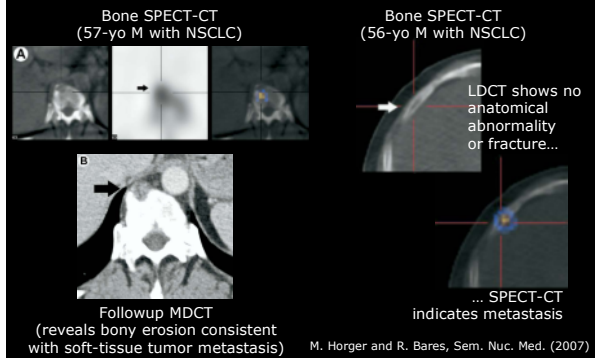 Bone SPECT-CT
(57-yo M with NSCLC)
A
B
Followup MDCT
(reveals bony erosion consistent
with soft-tissue tumor metastasis)
Bone SPECT-CT
(56-yo M with NSCLC)
LDCT shows no
anatomical
abnormality
or fracture…
… SPECT-CT
indicates metastasis
M. Horger and R. Bares, Sem. Nuc. Med. (2007)